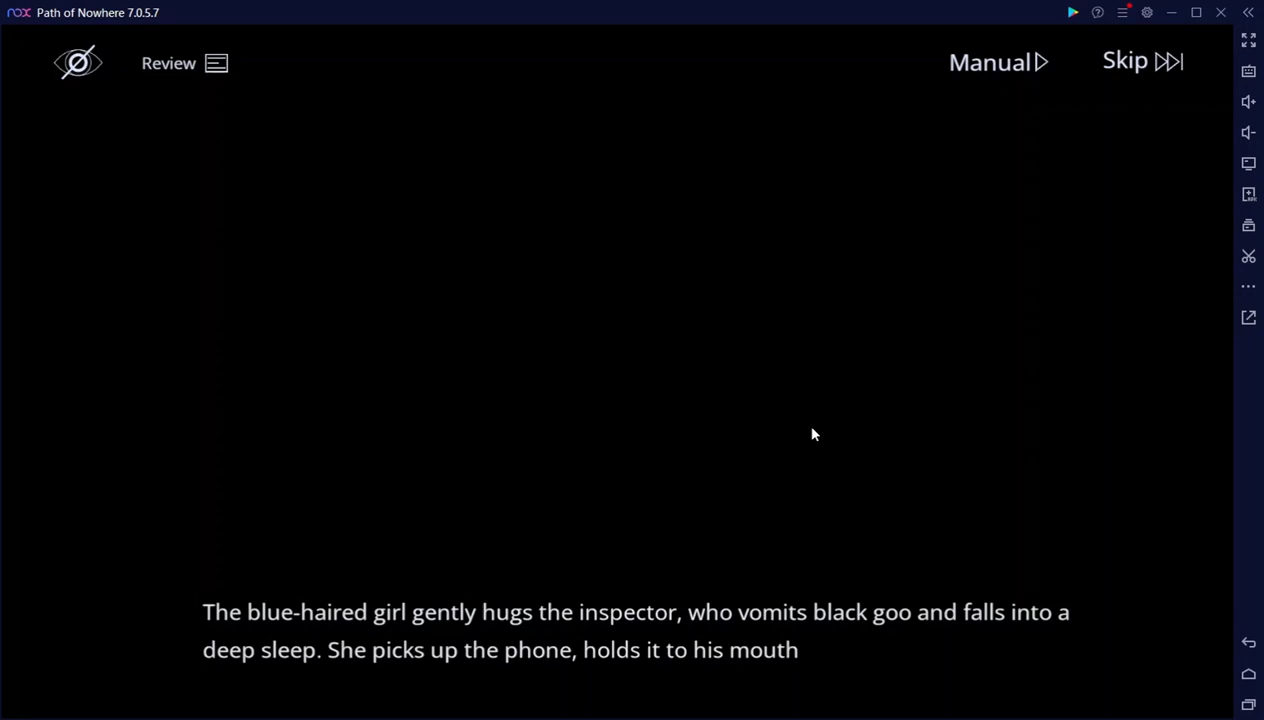 nox Path of Nowhere 7.0.5.7
Review
Manual
Skip
The blue-haired girl gently hugs the inspector, who vomits black goo and falls into a
deep sleep. She picks up the phone, holds it to his mouth